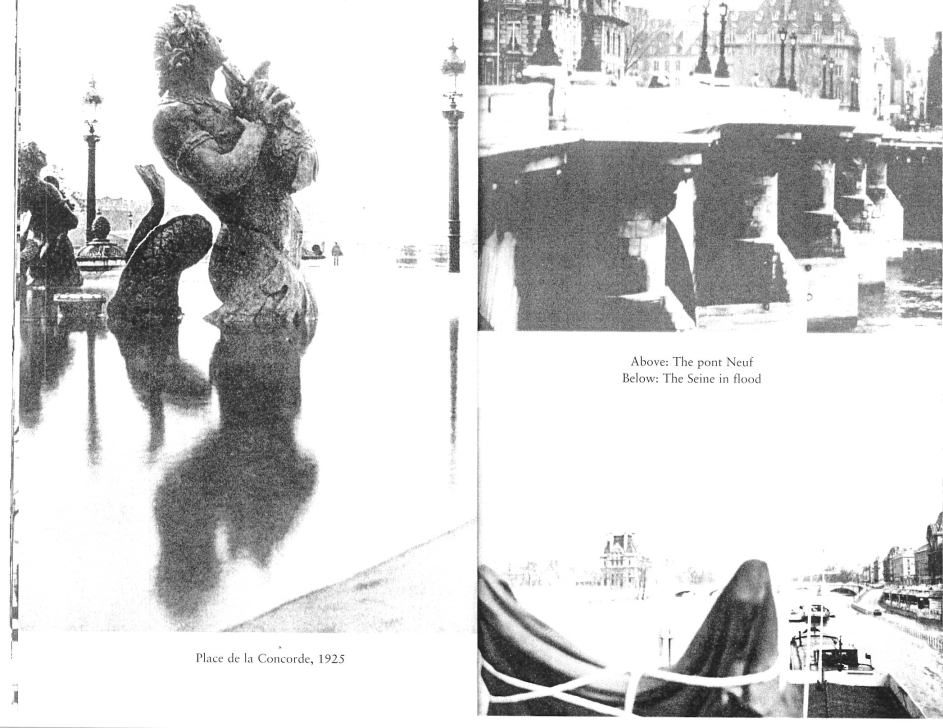 Place de la Concorde, 1925
Above: The pont Neuf
Below: The Seine in flood